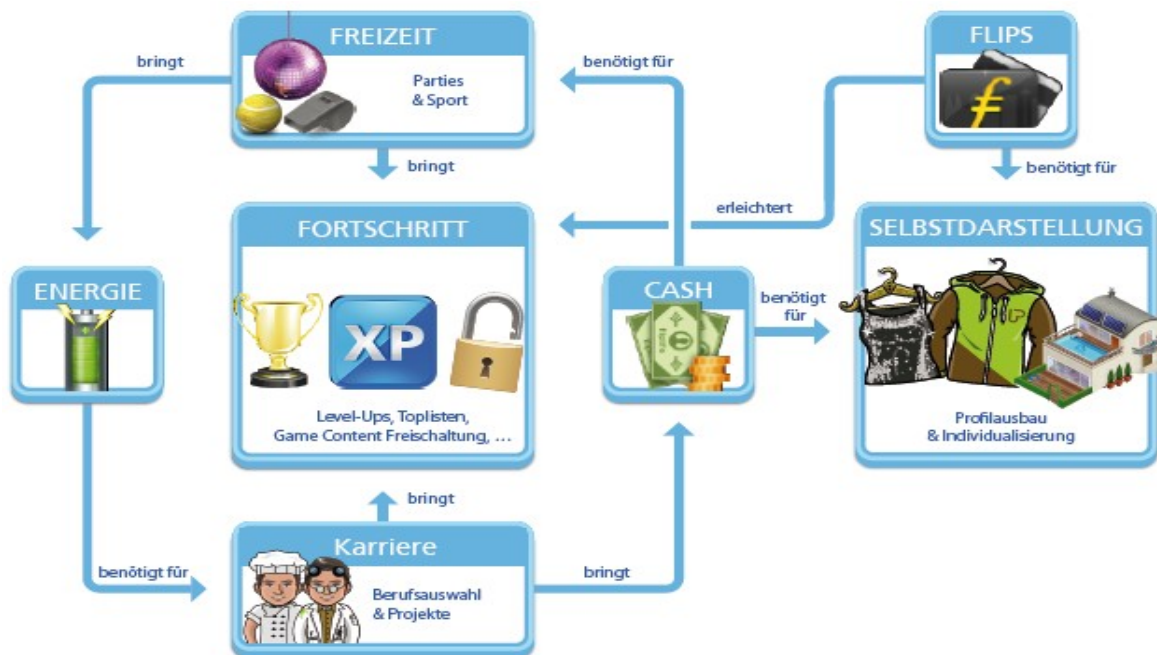 FREIZEIT
Parties
& Sport
bringt
benötigt für
FLIPS
bringt
benötigt für
erleichtert
FORTSCHRITT
XP
Level-Ups, Toplisten,
Game Content Freischaltung, ...
ENERGIE
CASH
benötigt
für
SELBSTDARSTELLUNG
Profilausbau
& Individualisierung
bringt
Karriere
Berufsauswahl
& Projekte
benötigt für
bringt